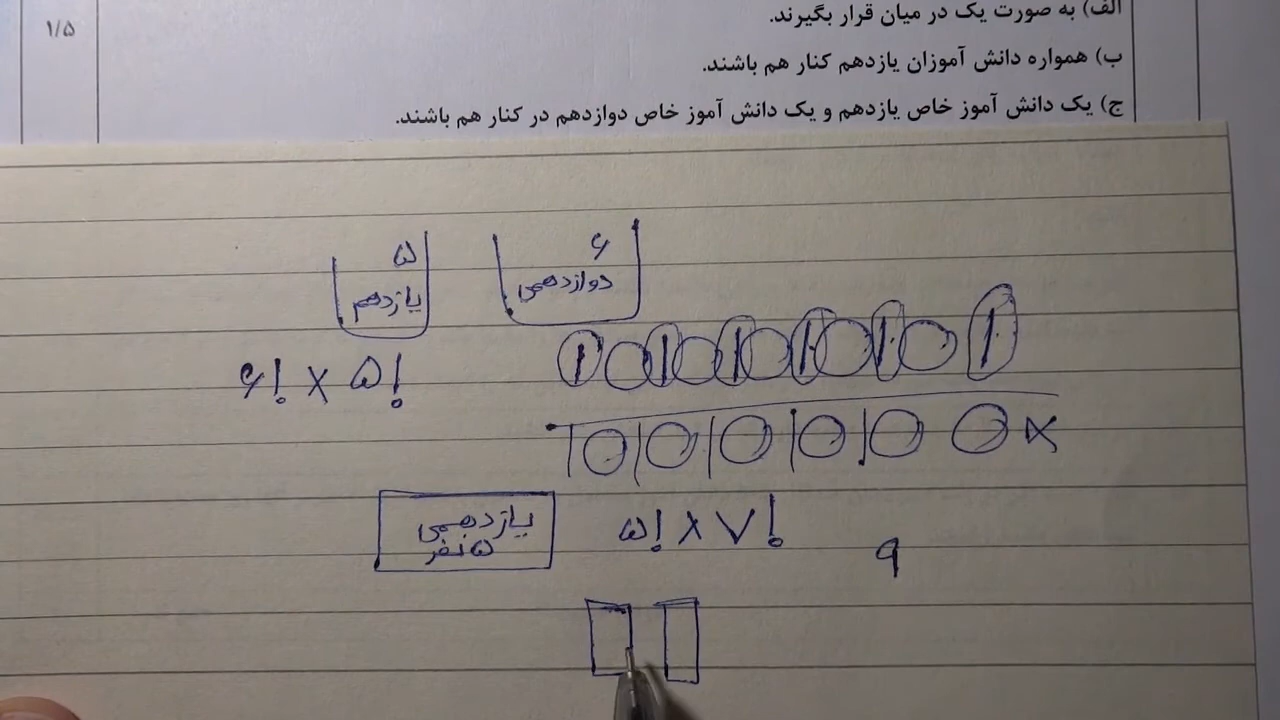 الف) به صورت یک در میان قرار بگیرند.
۱/۵
ب) همواره دانش آموزان یازدهم کنار هم باشند.
ج) یک دانش آموز خاص یازدهم و یک دانش آموز خاص دوازدهم در کنار هم باشند.
۶
دوازدهمی
۵
یازدهم
۶! × ۵!
یازدهمی
۵ نفر
۵! × ۷!
۹